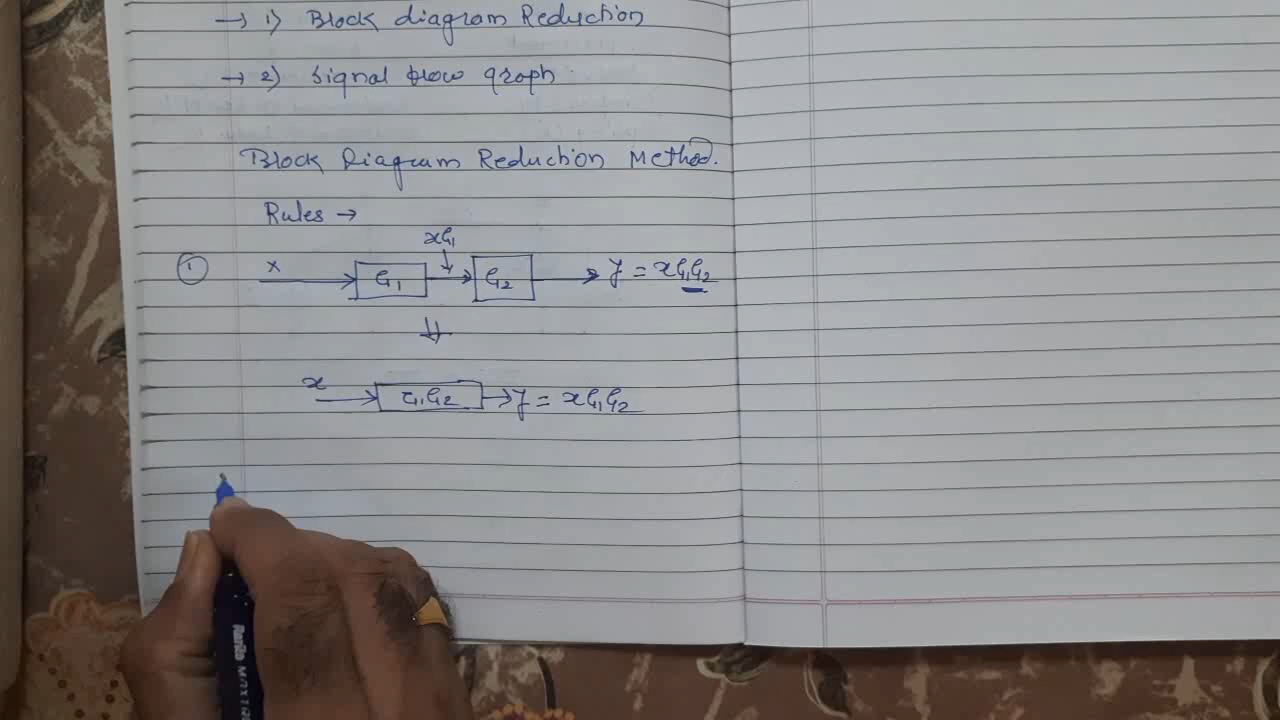 → 1) Block diagram Reduction
→ 2) Signal flow graph
Block Diagram Reduction Method.
Rules →
xG1
① x G1 G2 y = xG1G2
x G1G2 y = xG1G2